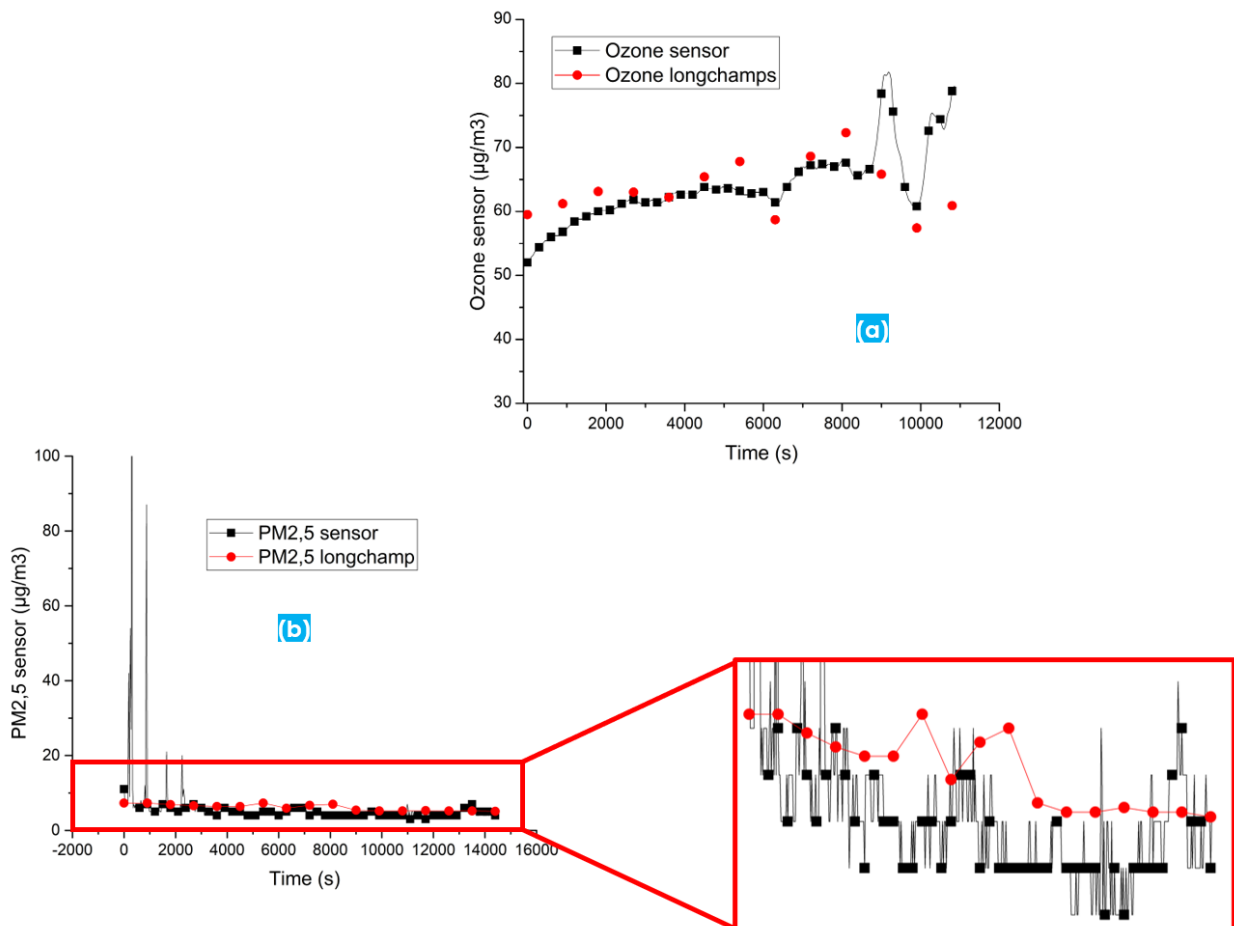 90
80
70
60
50
40
30
Ozone sensor (µg/m3)
Ozone sensor
Ozone longchamps
(a)
0 2000 4000 6000 8000 10000 12000
Time (s)
100
80
60
40
20
0
PM2,5 sensor (µg/m3)
PM2,5 sensor
PM2,5 longchamp
(b)
-2000 0 2000 4000 6000 8000 10000 12000 14000 16000
Time (s)